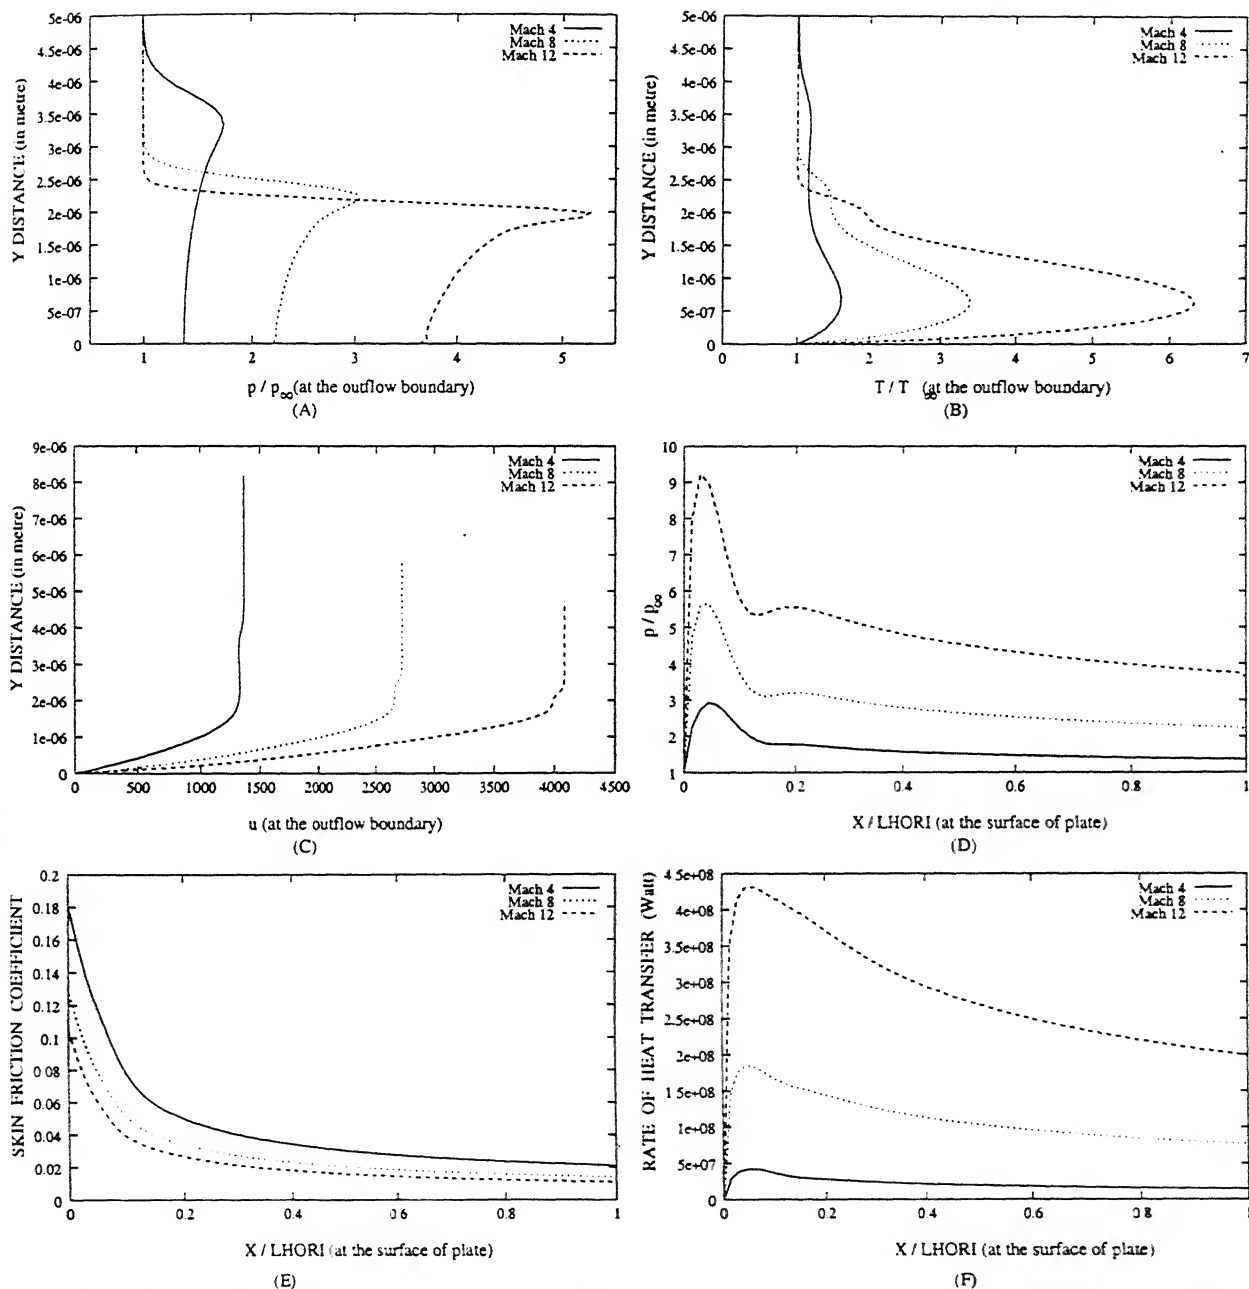 5e-06
4.5e-06
4e-06
3.5e-06
3e-06
2.5e-06
2e-06
1.5e-06
1e-06
5e-07
0
Y DISTANCE (in metre)
Mach 4
Mach 8
Mach 12
1 2 3 4 5
p / p∞ (at the outflow boundary)
(A)
5e-06
4.5e-06
4e-06
3.5e-06
3e-06
2.5e-06
2e-06
1.5e-06
1e-06
5e-07
0
Y DISTANCE (in metre)
Mach 4
Mach 8
Mach 12
0 1 2 3 4 5 6 7
T / T∞ (at the outflow boundary)
(B)
9e-06
8e-06
7e-06
6e-06
5e-06
4e-06
3e-06
2e-06
1e-06
0
Y DISTANCE (in metre)
Mach 4
Mach 8
Mach 12
0 500 1000 1500 2000 2500 3000 3500 4000 4500
u (at the outflow boundary)
(C)
10
9
8
7
6
5
4
3
2
1
p / p∞
Mach 4
Mach 8
Mach 12
0 0.2 0.4 0.6 0.8 1
X / LHORI (at the surface of plate)
(D)
0.2
0.18
0.16
0.14
0.12
0.1
0.08
0.06
0.04
0.02
0
SKIN FRICTION COEFFICIENT
Mach 4
Mach 8
Mach 12
0 0.2 0.4 0.6 0.8 1
X / LHORI (at the surface of plate)
(E)
4.5e+08
4e+08
3.5e+08
3e+08
2.5e+08
2e+08
1.5e+08
1e+08
5e+07
0
RATE OF HEAT TRANSFER (Watt)
Mach 4
Mach 8
Mach 12
0 0.2 0.4 0.6 0.8 1
X / LHORI (at the surface of plate)
(F)